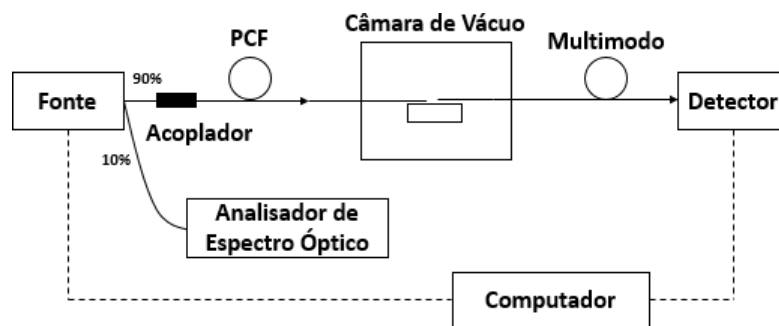 Câmara de Vácuo
PCF
Multimodo
90%
Fonte
Acoplador
Detector
10%
Analisador de
Espectro Óptico
Computador